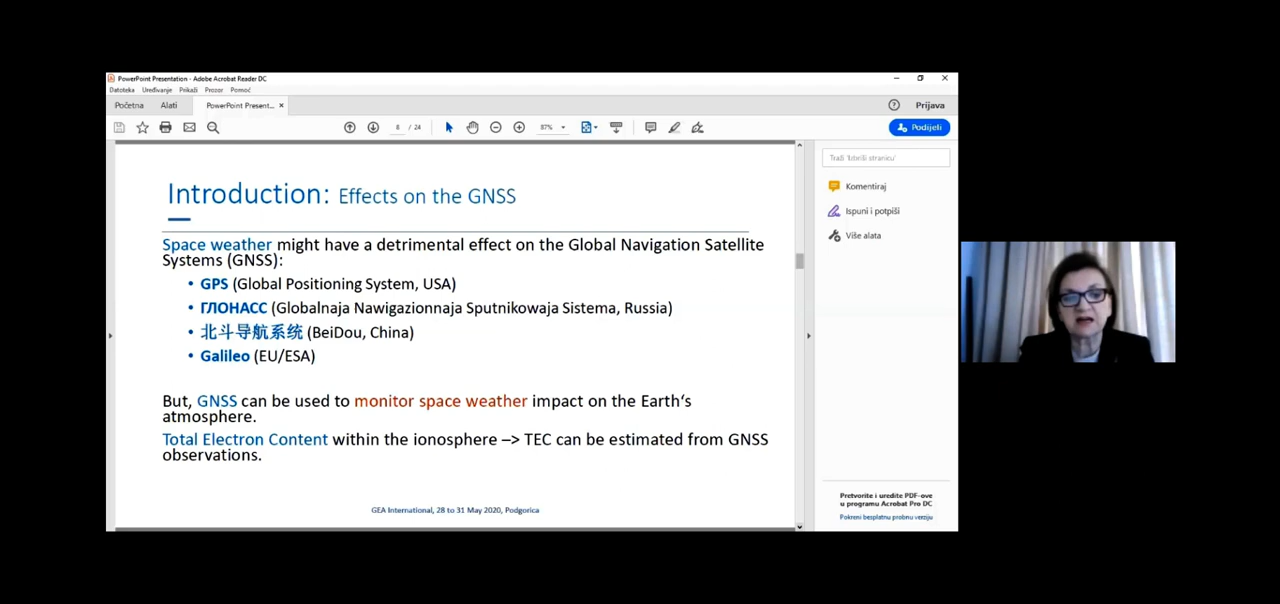 PowerPoint Presentation - Adobe Acrobat Reader DC
Datoteka Uređivanje Prikaži Prozor Pomoć
Početna Alati PowerPoint Present... × Prijava
8 / 24 87% Podijeli
Introduction: Effects on the GNSS
Space weather might have a detrimental effect on the Global Navigation Satellite
Systems (GNSS):
• GPS (Global Positioning System, USA)
• ГЛОНАСС (Globalnaja Nawigazionnaja Sputnikowaja Sistema, Russia)
• 北斗导航系统 (BeiDou, China)
• Galileo (EU/ESA)
But, GNSS can be used to monitor space weather impact on the Earth‘s
atmosphere.
Total Electron Content within the ionosphere –> TEC can be estimated from GNSS
observations.
GEA International, 28 to 31 May 2020, Podgorica
Traži 'Izbriši stranicu'
Komentiraj
Ispuni i potpiši
Više alata
Pretvorite i uredite PDF-ove
u programu Acrobat Pro DC
Pokreni besplatnu probnu verziju